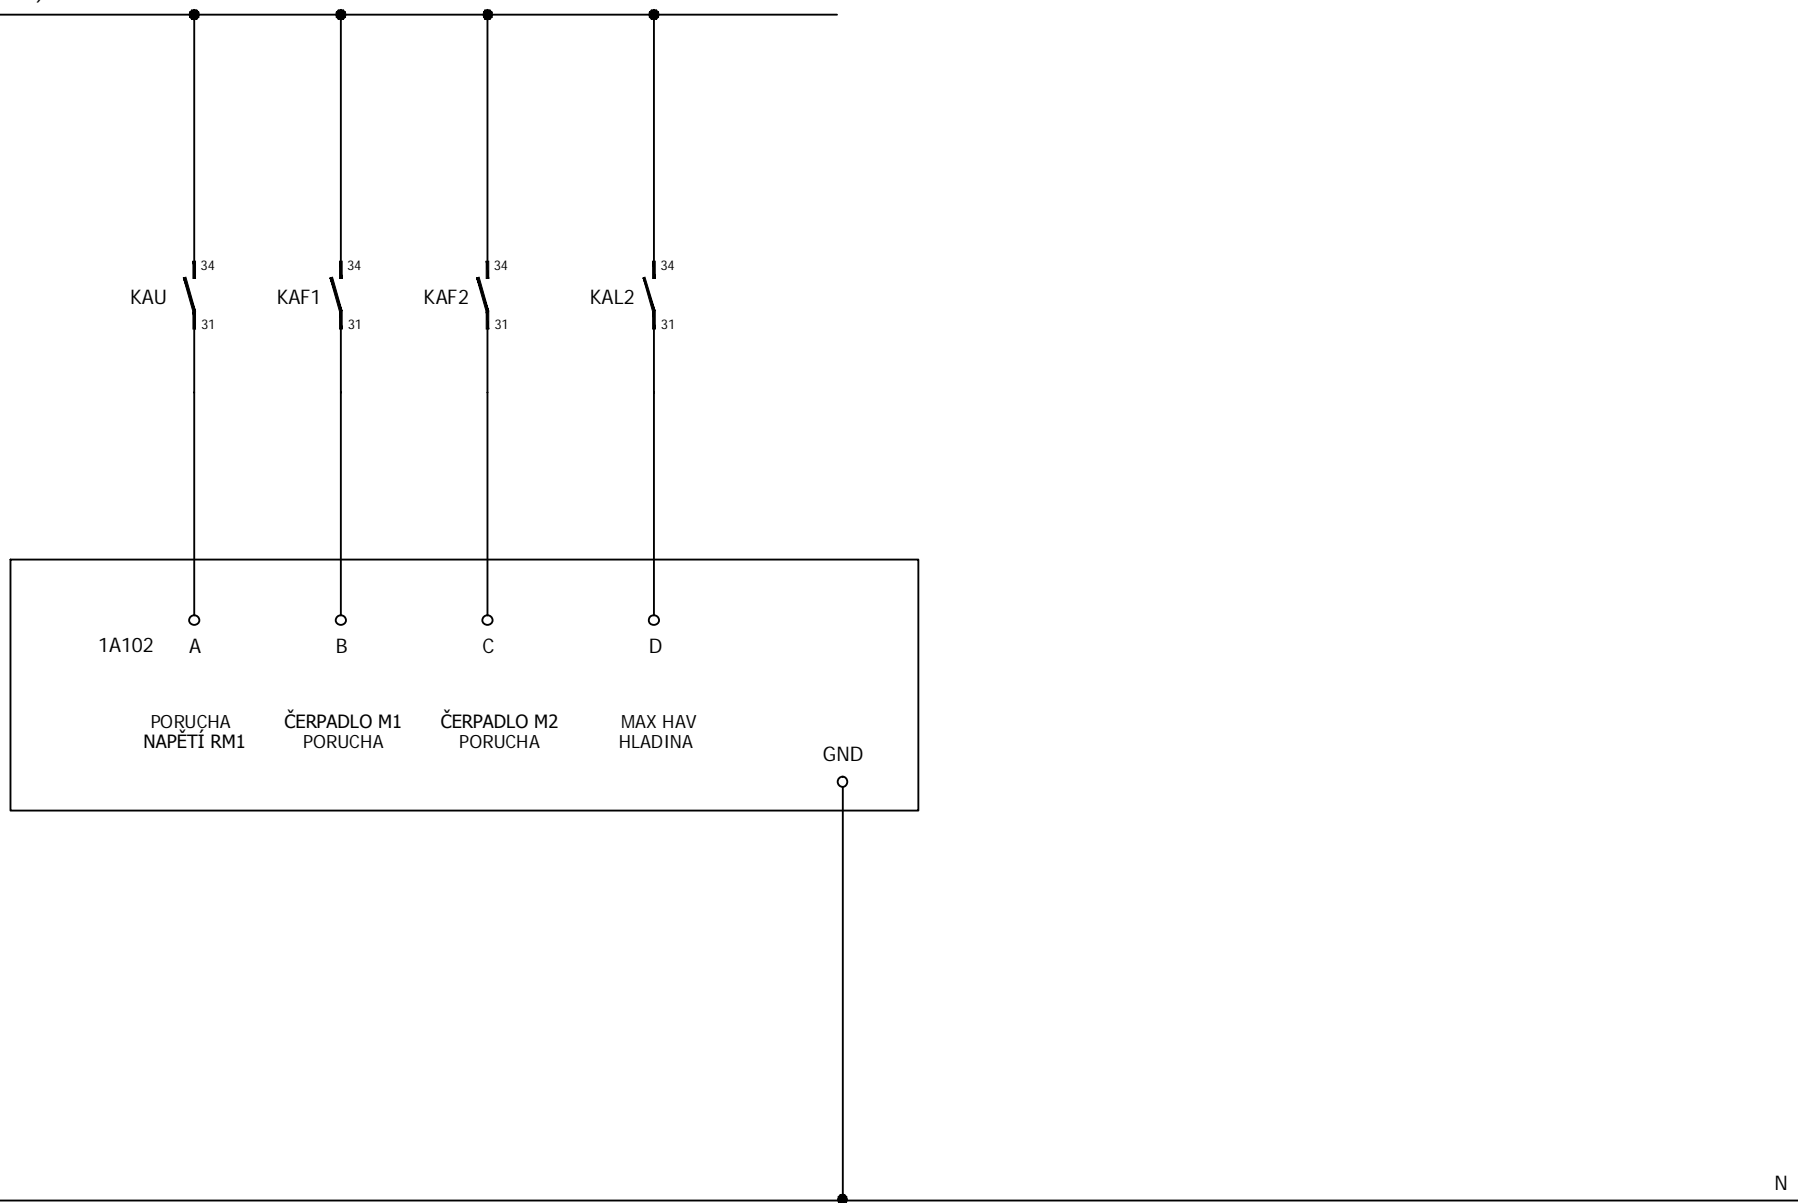 34 34 34 34
KAU KAF1 KAF2 KAL2
31 31 31 31
1A102 A B C D
PORUCHA ČERPADLO M1 ČERPADLO M2 MAX HAV
NAPĚTÍ RM1 PORUCHA PORUCHA HLADINA
GND
N